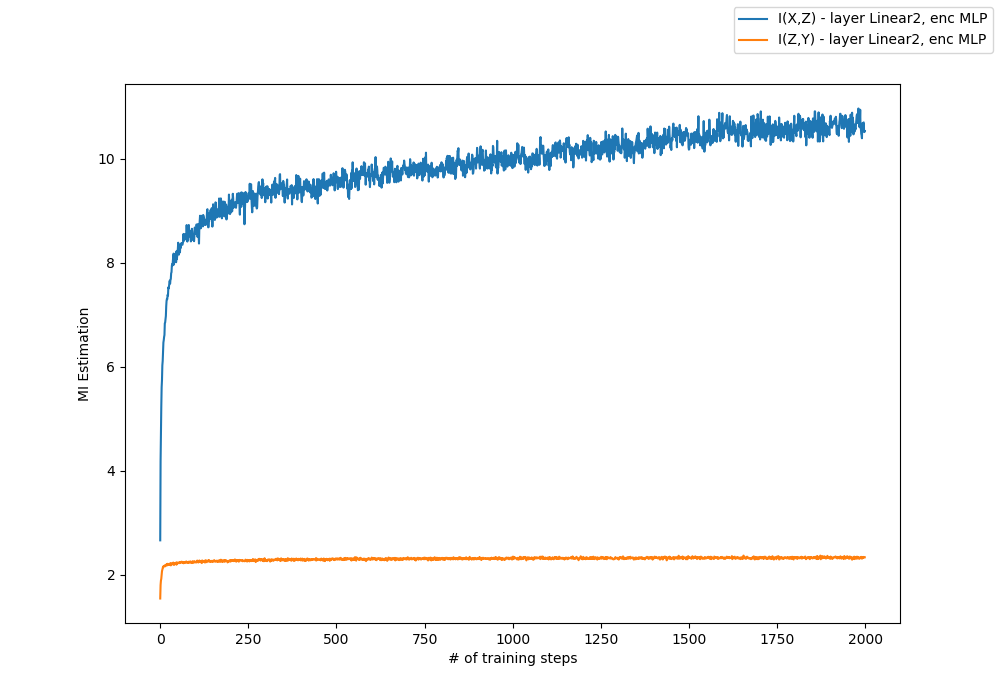 I(X,Z) - layer Linear2, enc MLP
I(Z,Y) - layer Linear2, enc MLP
10
8
6
4
2
MI Estimation
0 250 500 750 1000 1250 1500 1750 2000
# of training steps